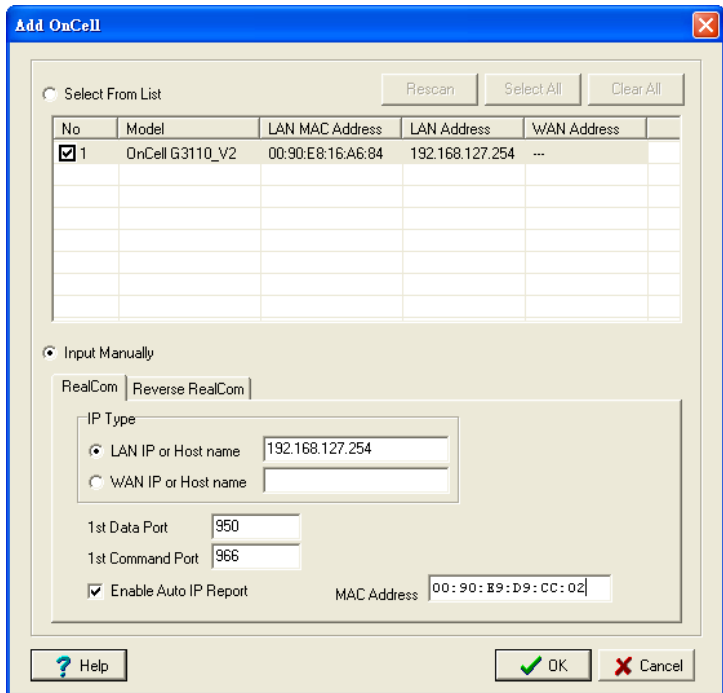 Add OnCell
Select From List
Rescan
Select All
Clear All
No Model LAN MAC Address LAN Address WAN Address
1 OnCell G3110_V2 00:90:E8:16:A6:84 192.168.127.254 ---
Input Manually
RealCom Reverse RealCom
IP Type
LAN IP or Host name 192.168.127.254
WAN IP or Host name
1st Data Port 950
1st Command Port 966
Enable Auto IP Report MAC Address 00:90:E9:D9:CC:02
? Help OK Cancel